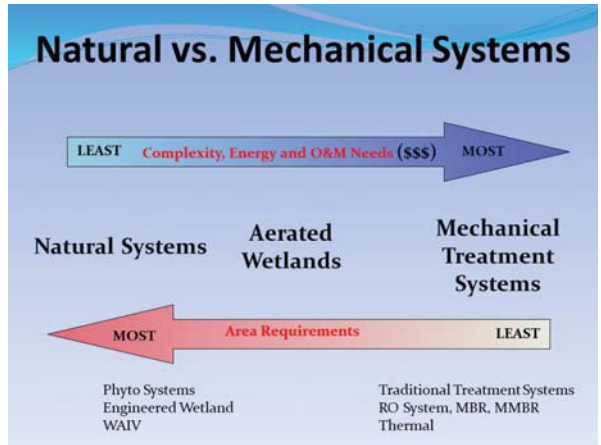 Natural vs. Mechanical Systems
LEAST Complexity, Energy and O&M Needs ($$$) MOST
Natural Systems
Aerated
Wetlands
Mechanical
Treatment
Systems
MOST Area Requirements LEAST
Phyto Systems
Engineered Wetland
WAIV
Traditional Treatment Systems
RO System, MBR, MMBR
Thermal